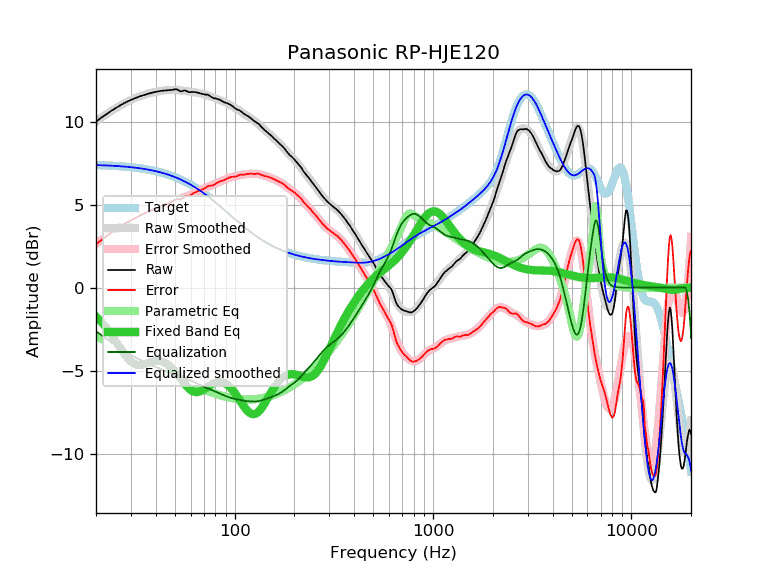 Panasonic RP-HJE120
10
5
0
−5
−10
Amplitude (dBr)
Target
Raw Smoothed
Error Smoothed
Raw
Error
Parametric Eq
Fixed Band Eq
Equalization
Equalized smoothed
100
1000
10000
Frequency (Hz)